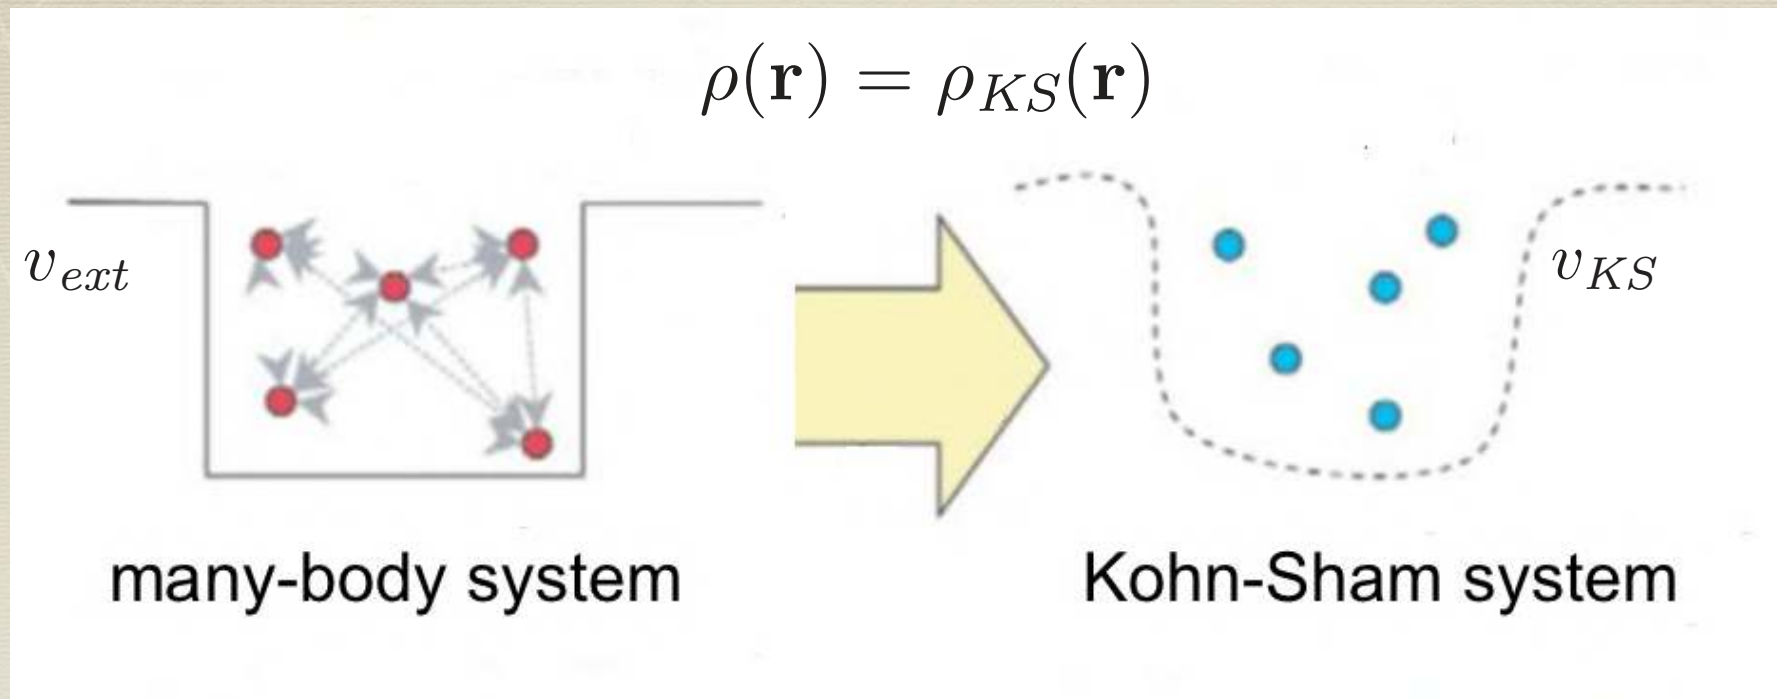 ρ(r) = ρ_KS(r)
v_ext
v_KS
many-body system
Kohn-Sham system